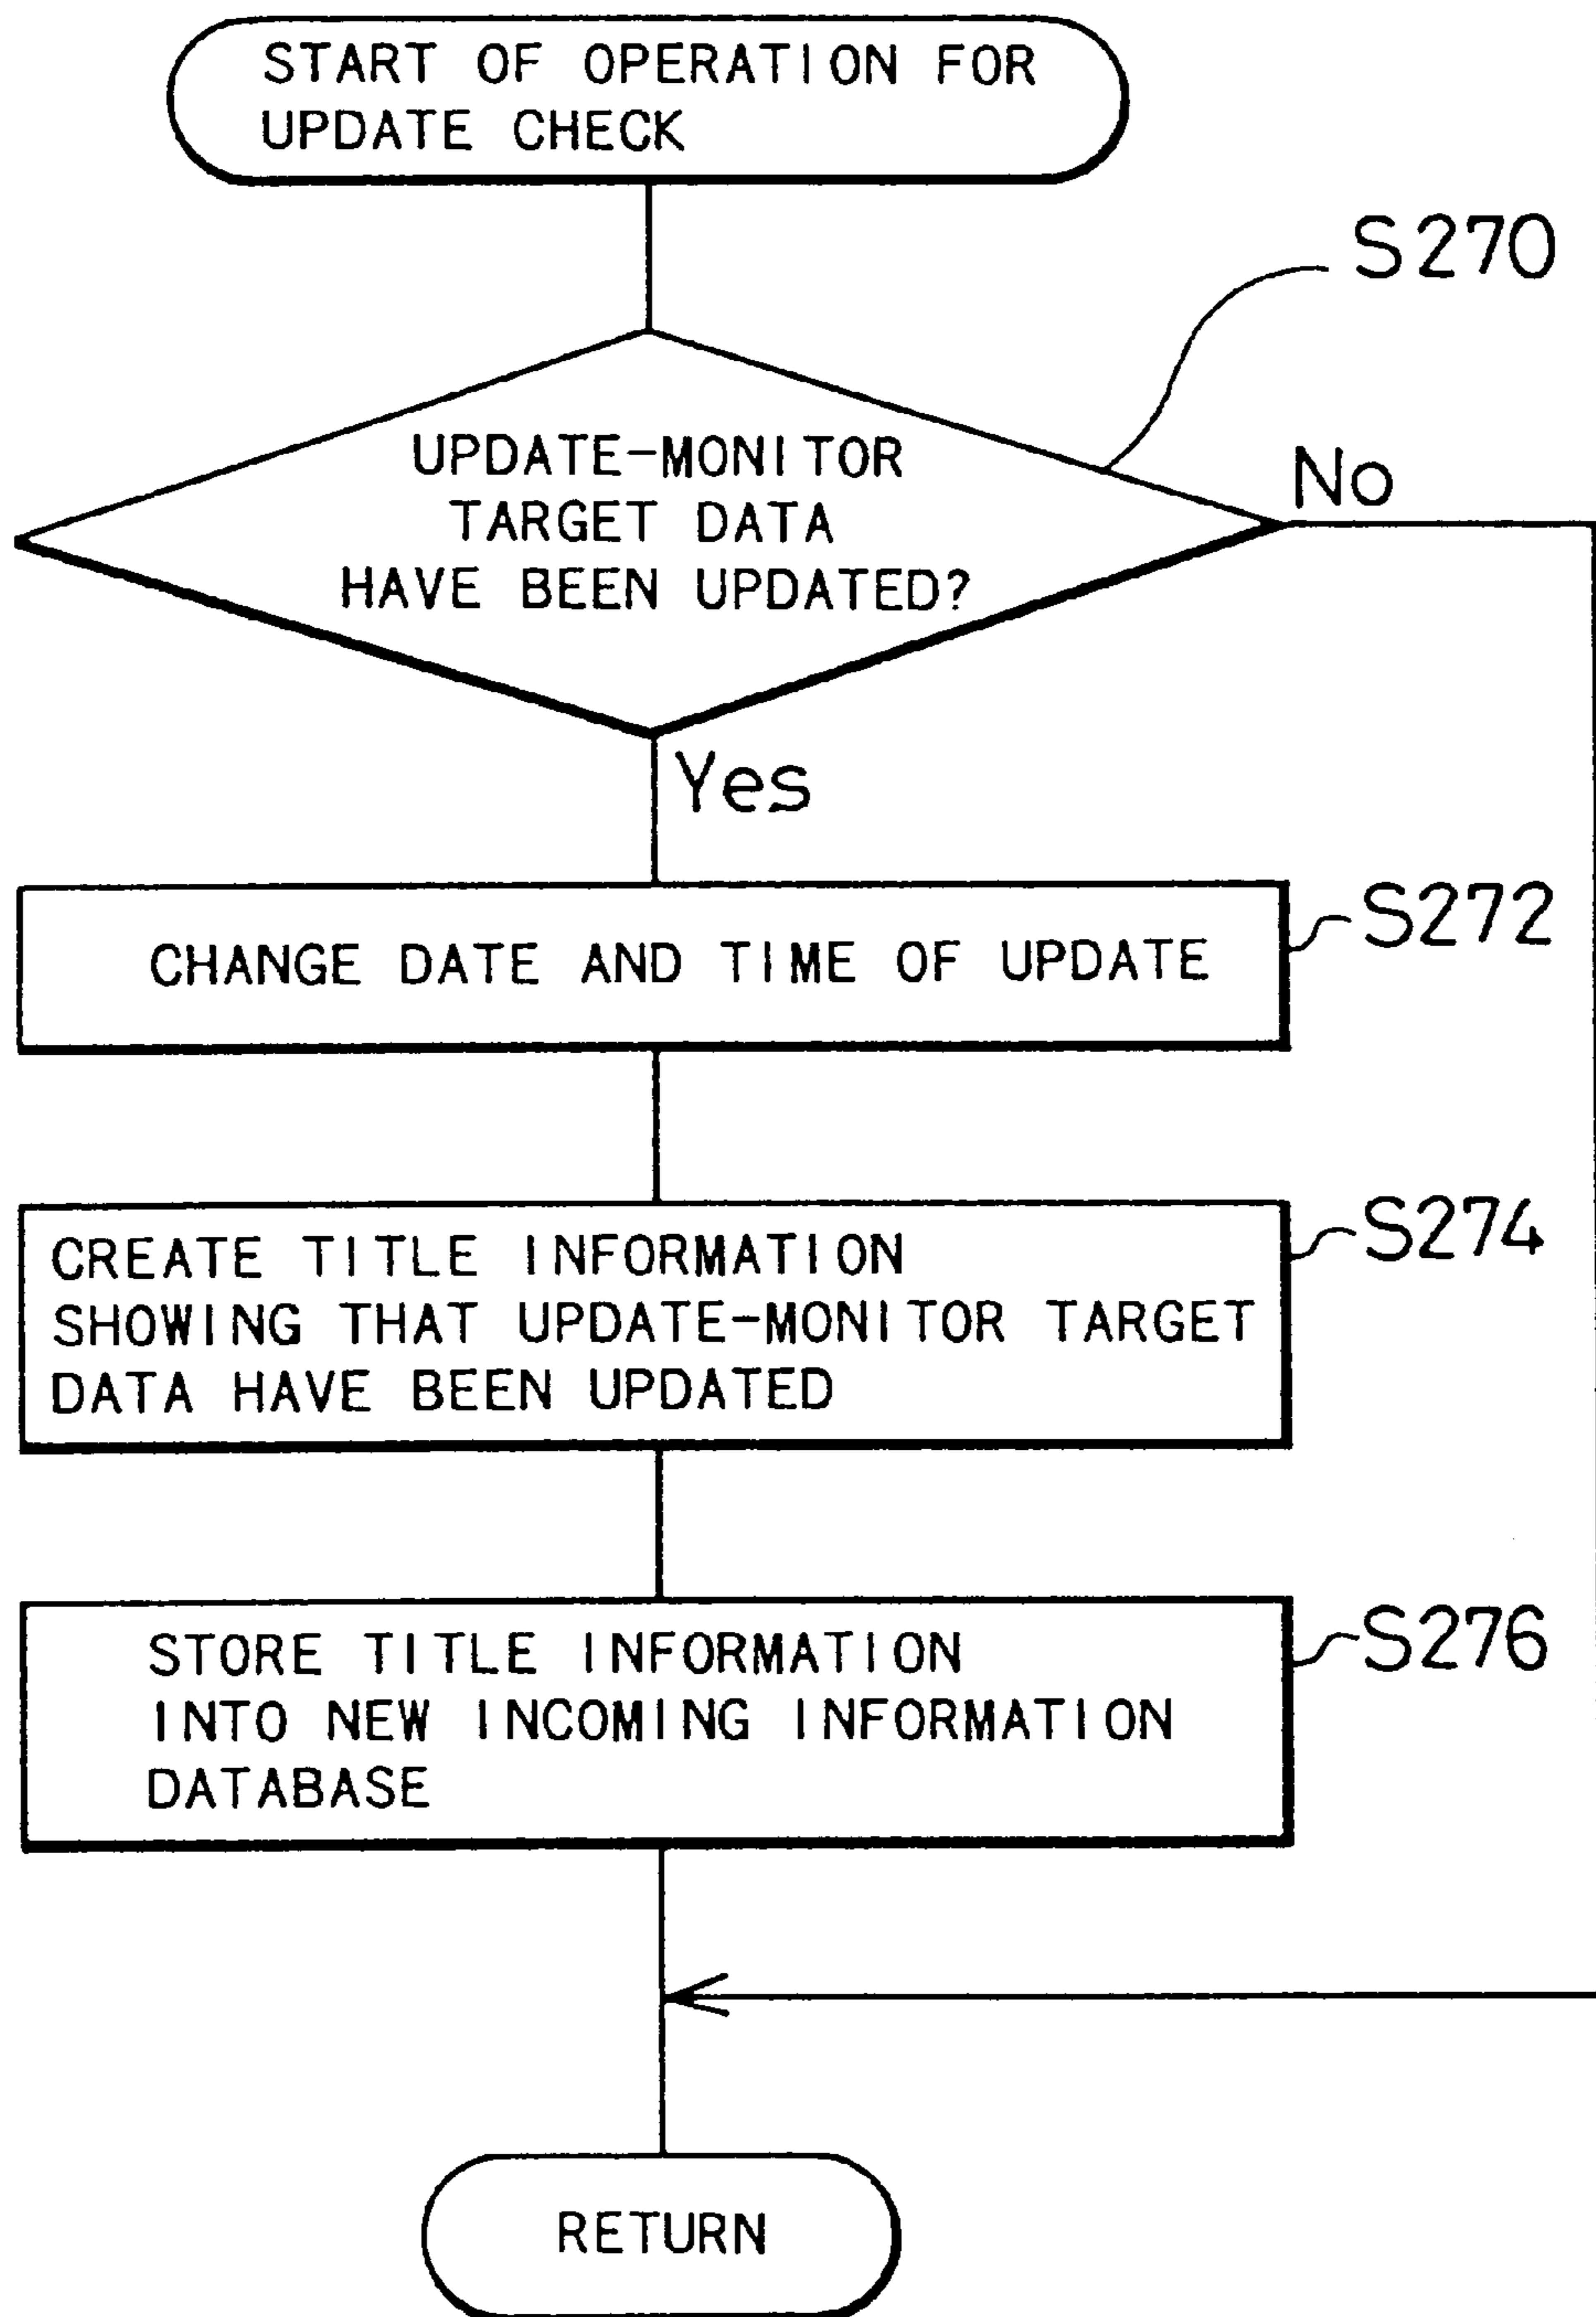 START OF OPERATION FOR
UPDATE CHECK
S270
UPDATE-MONITOR
TARGET DATA
HAVE BEEN UPDATED?
No
Yes
CHANGE DATE AND TIME OF UPDATE
S272
CREATE TITLE INFORMATION
SHOWING THAT UPDATE-MONITOR TARGET
DATA HAVE BEEN UPDATED
S274
STORE TITLE INFORMATION
INTO NEW INCOMING INFORMATION
DATABASE
S276
RETURN